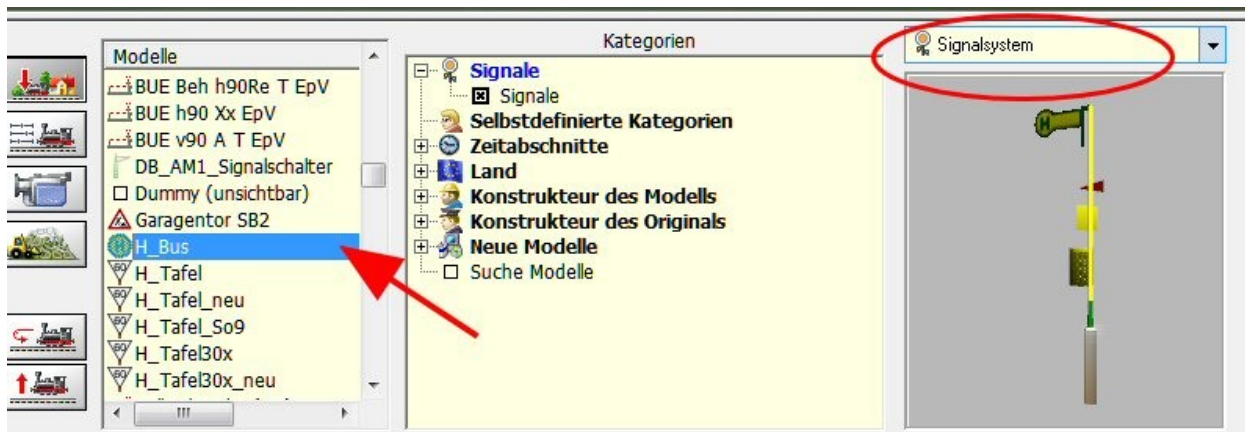 Modelle
BUE Beh h90Re T EpV
BUE h90 Xx EpV
BUE v90 A T EpV
DB_AM1_Signalschalter
Dummy (unsichtbar)
Garagentor SB2
H_Bus
H_Tafel
H_Tafel_neu
H_Tafel_So9
H_Tafel30x
H_Tafel30x_neu
Kategorien
Signale
Signale
Selbstdefinierte Kategorien
Zeitabschnitte
Land
Konstrukteur des Modells
Konstrukteur des Originals
Neue Modelle
Suche Modelle
Signalsystem
H